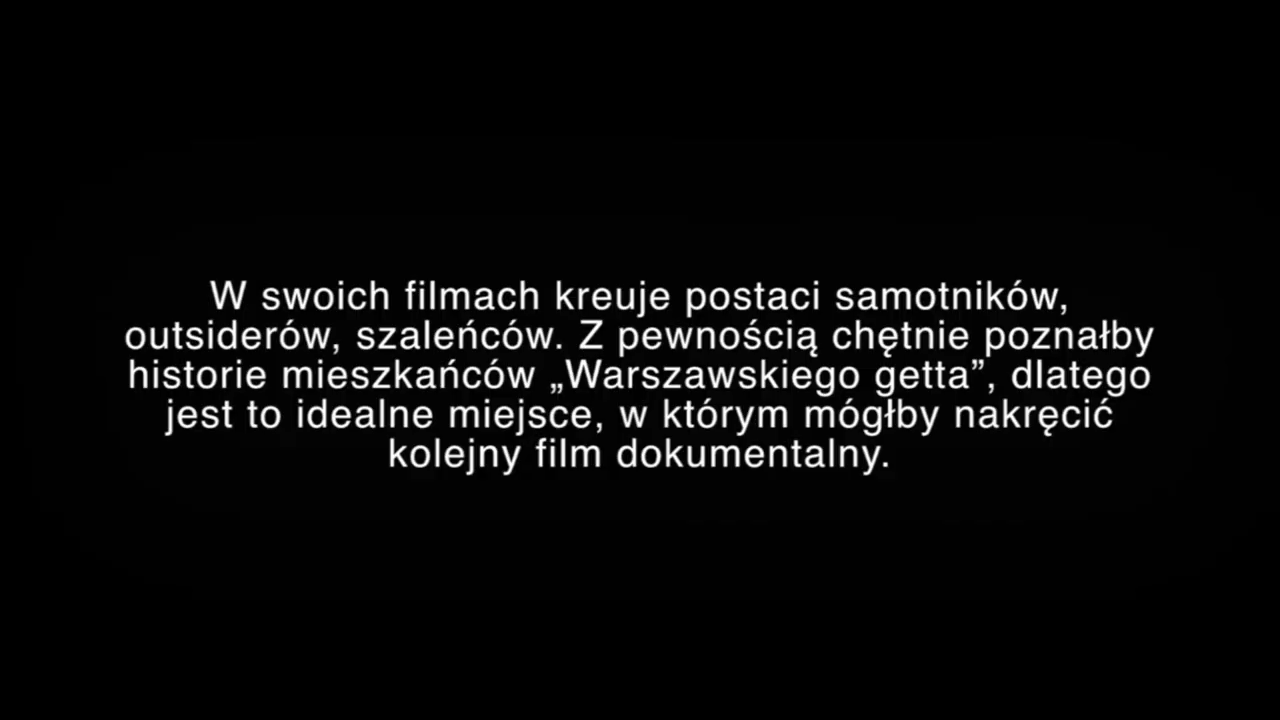 W swoich filmach kreuje postaci samotników,
outsiderów, szaleńców. Z pewnością chętnie poznałby
historie mieszkańców „Warszawskiego getta”, dlatego
jest to idealne miejsce, w którym mógłby nakręcić
kolejny film dokumentalny.